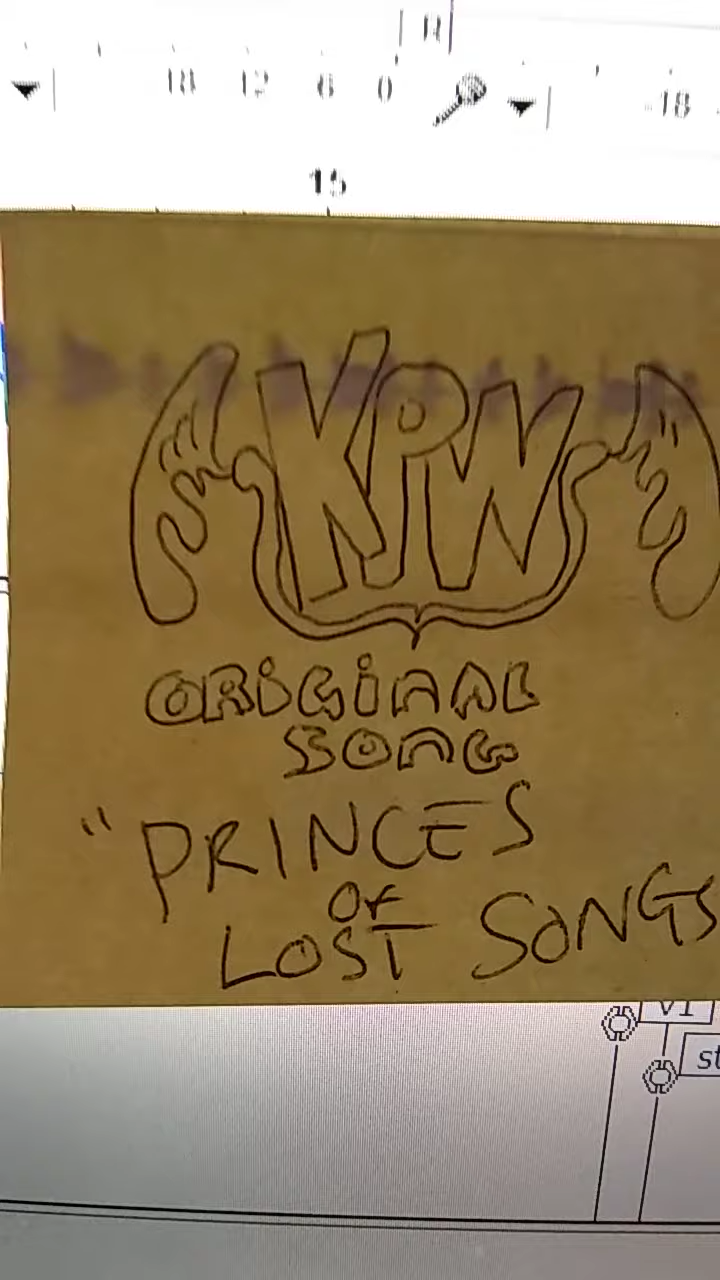 R
18 12 6 0 -18
15
KPW
ORIGINAL
SONG
"PRINCES
OF
LOST SONGS
V1
st